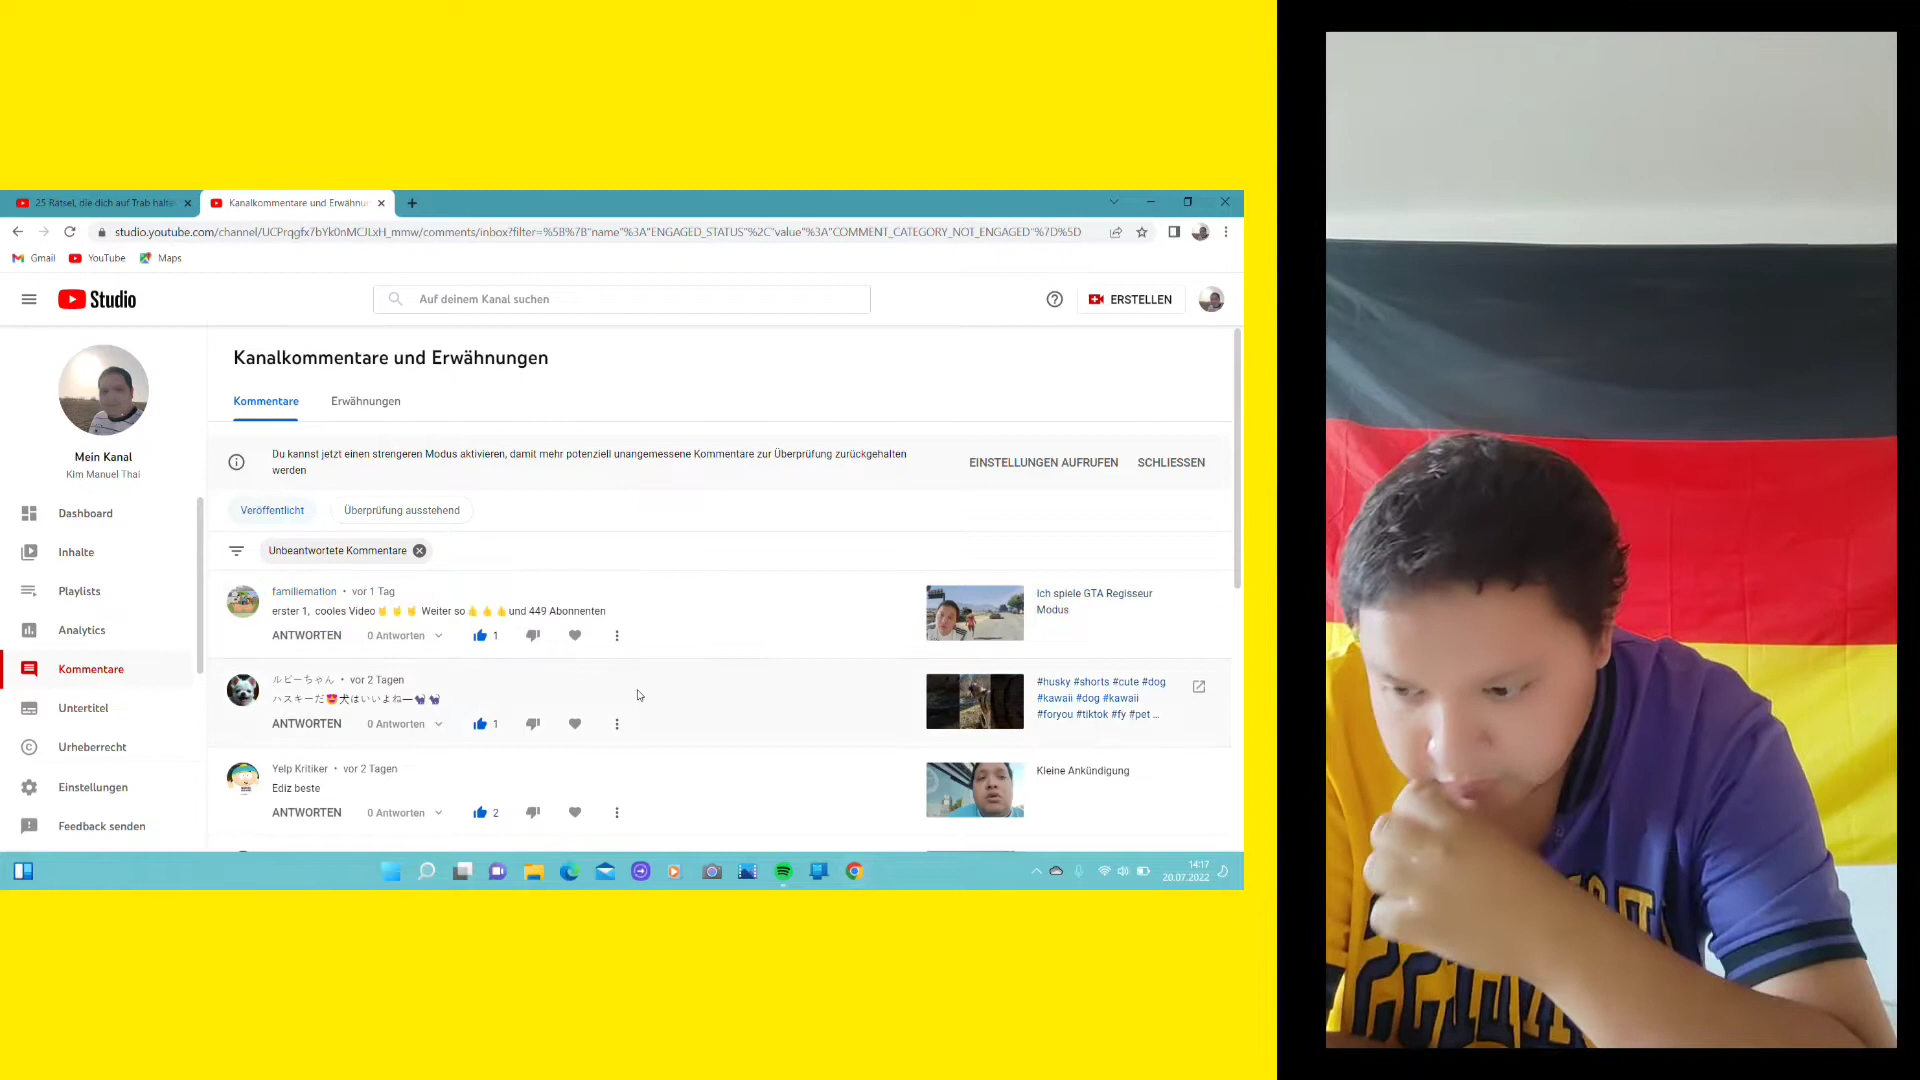 25 Rätsel, die dich auf Trab halte
Kanalkommentare und Erwähnun
studio.youtube.com/channel/UCPrqgfx7bYk0nMCJLxH_mmw/comments/inbox?filter=%5B%7B"name"%3A"ENGAGED_STATUS"%2C"value"%3A"COMMENT_CATEGORY_NOT_ENGAGED"%7D%5D
Gmail YouTube Maps
Studio
Auf deinem Kanal suchen
ERSTELLEN
Mein Kanal
Kim Manuel Thai
Dashboard
Inhalte
Playlists
Analytics
Kommentare
Untertitel
Urheberrecht
Einstellungen
Feedback senden
Kanalkommentare und Erwähnungen
Kommentare Erwähnungen
Du kannst jetzt einen strengeren Modus aktivieren, damit mehr potenziell unangemessene Kommentare zur Überprüfung zurückgehalten
werden
EINSTELLUNGEN AUFRUFEN SCHLIESSEN
Veröffentlicht Überprüfung ausstehend
Unbeantwortete Kommentare
familiemation • vor 1 Tag
erster 1, cooles Video🤘🤘🤘 Weiter so👍👍👍und 449 Abonnenten
ANTWORTEN 0 Antworten 1
Ich spiele GTA Regisseur
Modus
ルビーちゃん • vor 2 Tagen
ハスキーだ😍犬はいいよねー🐩🐩
ANTWORTEN 0 Antworten 1
#husky #shorts #cute #dog
#kawaii #dog #kawaii
#foryou #tiktok #fy #pet ...
Yelp Kritiker • vor 2 Tagen
Ediz beste
ANTWORTEN 0 Antworten 2
Kleine Ankündigung
14:17
20.07.2022